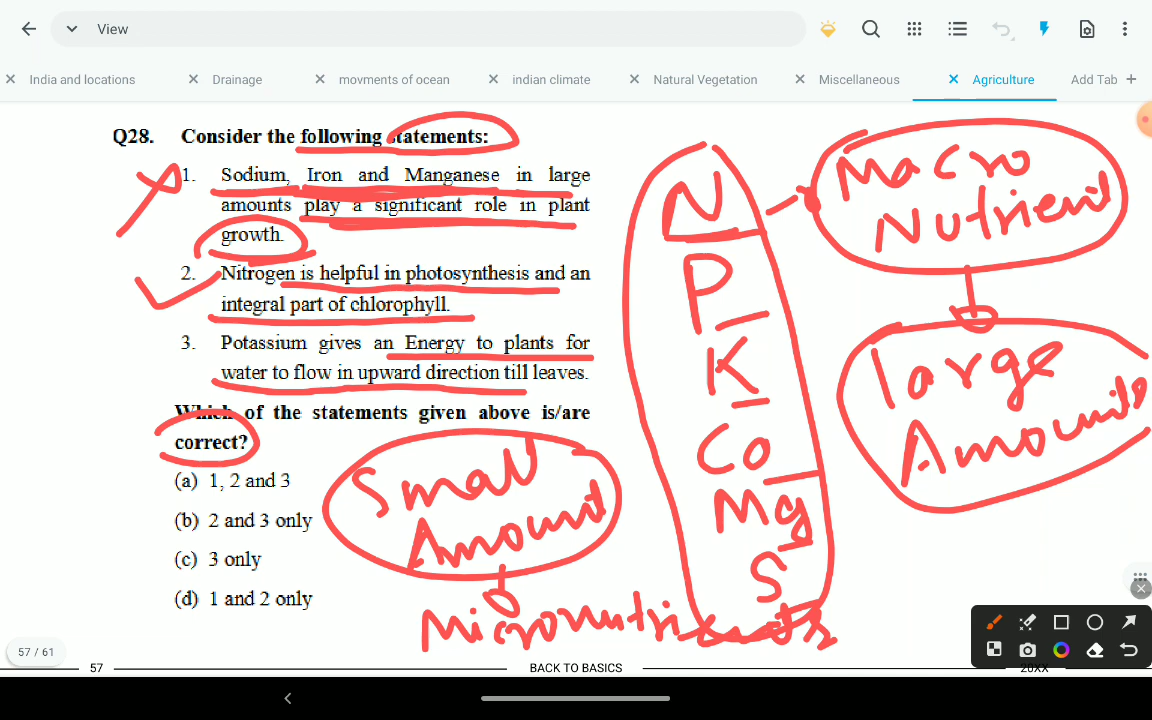 View
India and locations
Drainage
movments of ocean
indian climate
Natural Vegetation
Miscellaneous
Agriculture
Add Tab
Q28. Consider the following statements:
1. Sodium, Iron and Manganese in large
amounts play a significant role in plant
growth.
2. Nitrogen is helpful in photosynthesis and an
integral part of chlorophyll.
3. Potassium gives an Energy to plants for
water to flow in upward direction till leaves.
Which of the statements given above is/are
correct?
(a) 1, 2 and 3
(b) 2 and 3 only
(c) 3 only
(d) 1 and 2 only
Small
Amount
Micronutrients
N
P
K
Ca
Mg
S
Macro
Nutrient
large
Amounts
57 / 61
57
BACK TO BASICS
20XX